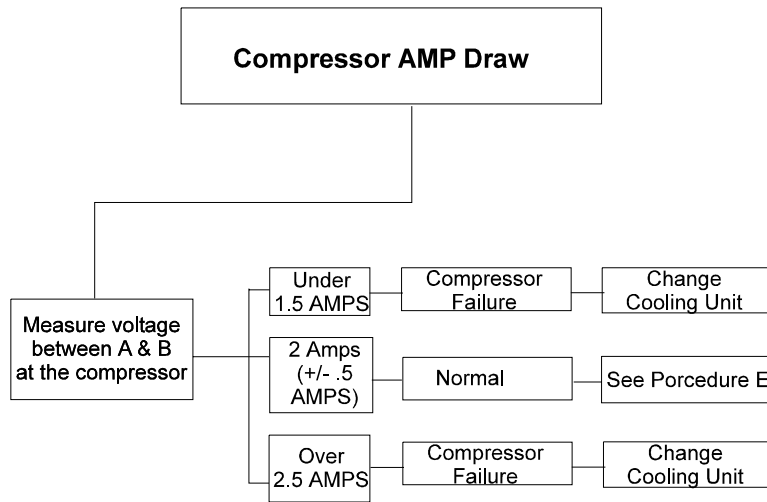 Compressor AMP Draw
Measure voltage
between A & B
at the compressor
Under
1.5 AMPS
Compressor
Failure
Change
Cooling Unit
2 Amps
(+/- .5
AMPS)
Normal
See Porcedure E
Over
2.5 AMPS
Compressor
Failure
Change
Cooling Unit